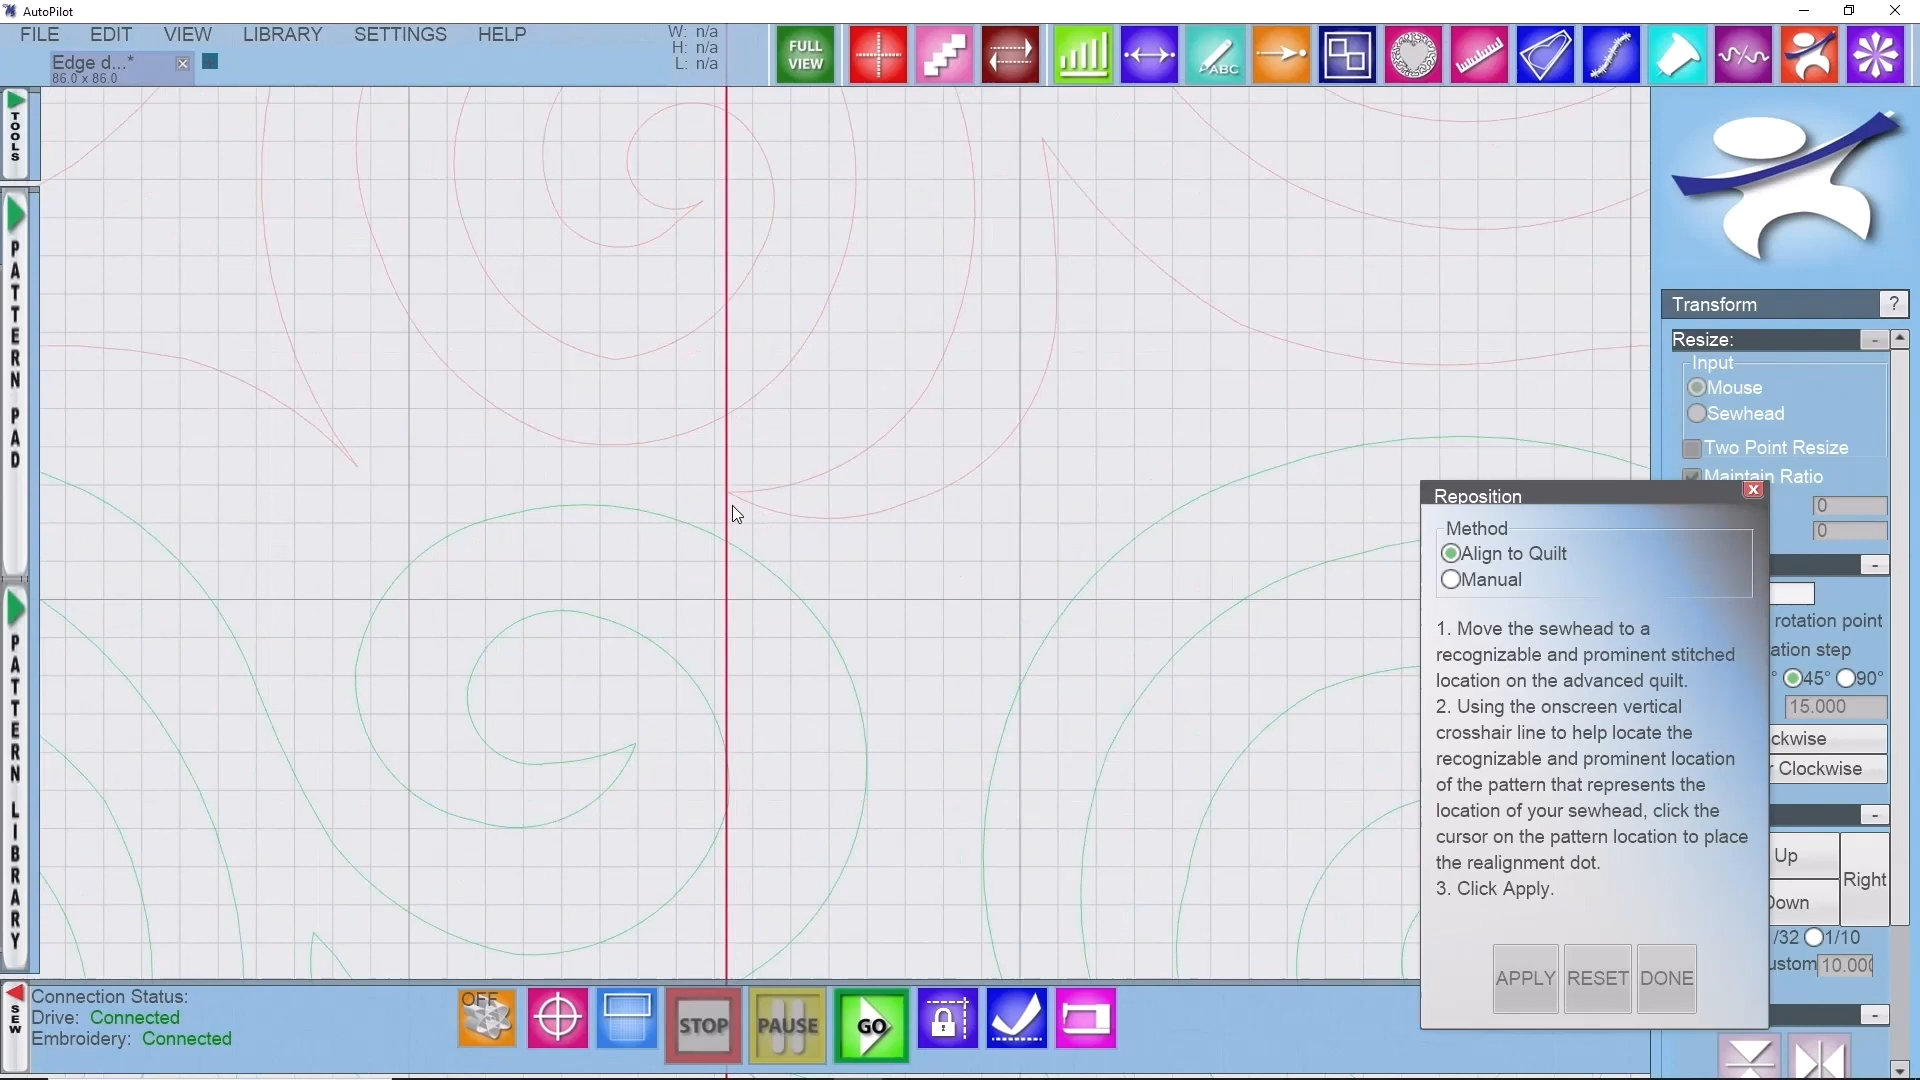 AutoPilot
FILE EDIT VIEW LIBRARY SETTINGS HELP
Edge d...*
86.0 x 86.0
W: n/a
H: n/a
L: n/a
FULL VIEW
ABC
TOOLS
PATTERN PAD
PATTERN LIBRARY
SEW
Transform ?
Resize: -
Input
Mouse
Sewhead
Two Point Resize
Maintain Ratio
0
0
-
rotation point
ation step
° 45° 90°
15.000
ckwise
r Clockwise
-
Up
Right
Down
/32 1/10
ustom 10.00
-
Reposition
Method
Align to Quilt
Manual
1. Move the sewhead to a
recognizable and prominent stitched
location on the advanced quilt.
2. Using the onscreen vertical
crosshair line to help locate the
recognizable and prominent location
of the pattern that represents the
location of your sewhead, click the
cursor on the pattern location to place
the realignment dot.
3. Click Apply.
APPLY RESET DONE
Connection Status:
Drive: Connected
Embroidery: Connected
OFF
STOP PAUSE GO